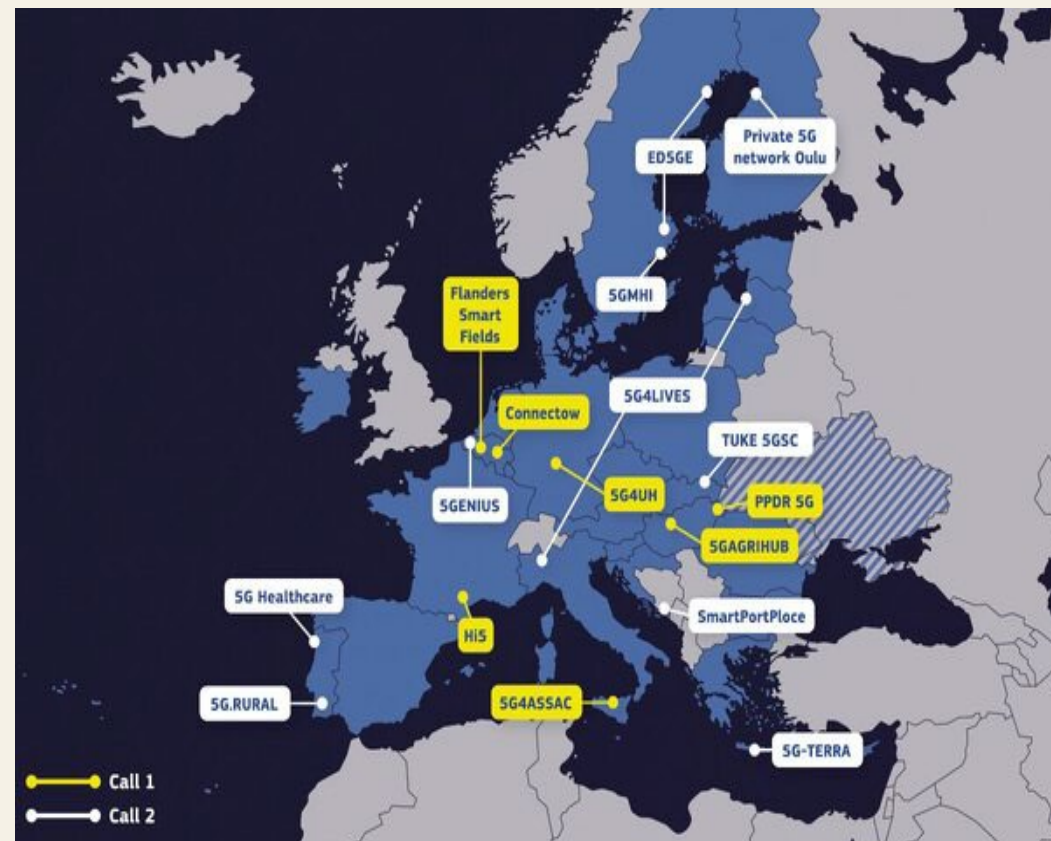 Private 5G
network Oulu
ED5GE
5GMHI
Flanders
Smart
Fields
5G4LIVES
Connectow
TUKE 5GSC
5GENIUS
5G4UH
PPDR 5G
5GAGRIHUB
5G Healthcare
SmartPortPloce
Hi5
5G.RURAL
5G4ASSAC
5G-TERRA
Call 1
Call 2